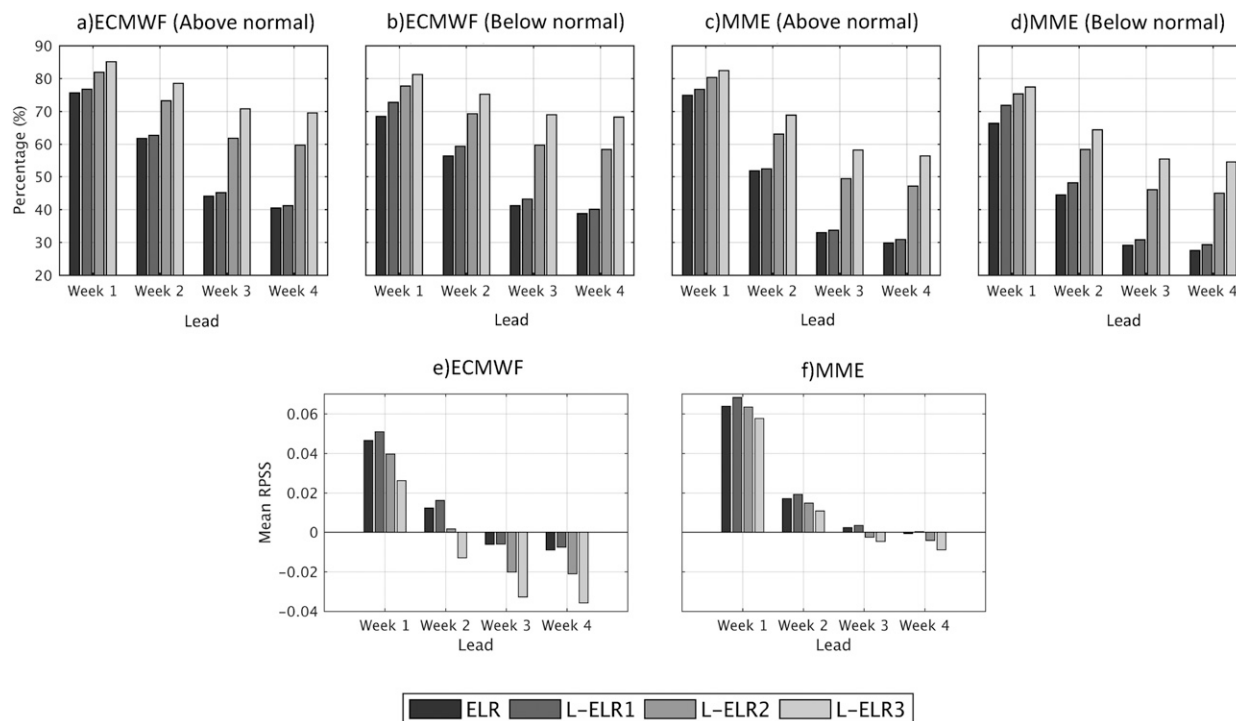 a)ECMWF (Above normal)
b)ECMWF (Below normal)
c)MME (Above normal)
d)MME (Below normal)
Percentage (%)
90
80
70
60
50
40
30
20
Week 1 Week 2 Week 3 Week 4
Week 1 Week 2 Week 3 Week 4
Week 1 Week 2 Week 3 Week 4
Week 1 Week 2 Week 3 Week 4
Lead
Lead
Lead
Lead
e)ECMWF
f)MME
Mean RPSS
0.06
0.04
0.02
0
−0.02
−0.04
Week 1 Week 2 Week 3 Week 4
Week 1 Week 2 Week 3 Week 4
Lead
Lead
ELR L−ELR1 L−ELR2 L−ELR3